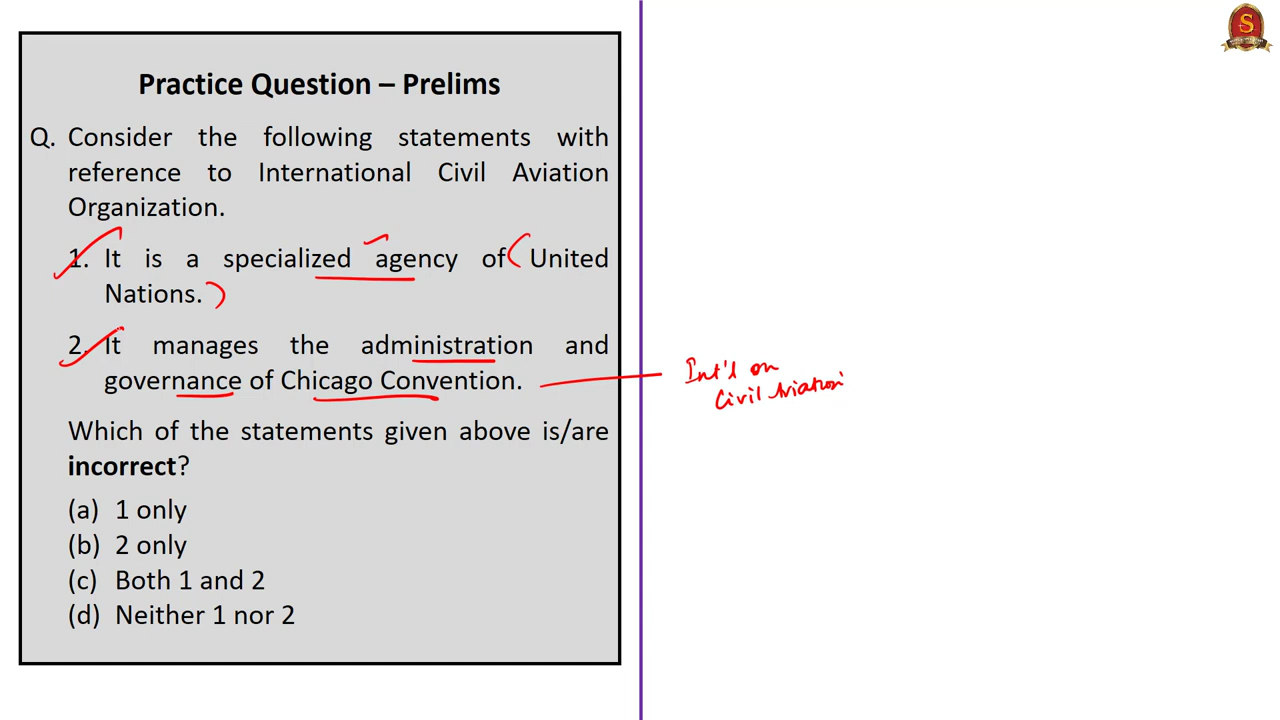 Practice Question – Prelims
Q. Consider the following statements with
reference to International Civil Aviation
Organization.
1. It is a specialized agency of (United
Nations.)
2. It manages the administration and
governance of Chicago Convention.
Int'l on
Civil Aviation
Which of the statements given above is/are
incorrect?
(a) 1 only
(b) 2 only
(c) Both 1 and 2
(d) Neither 1 nor 2
S